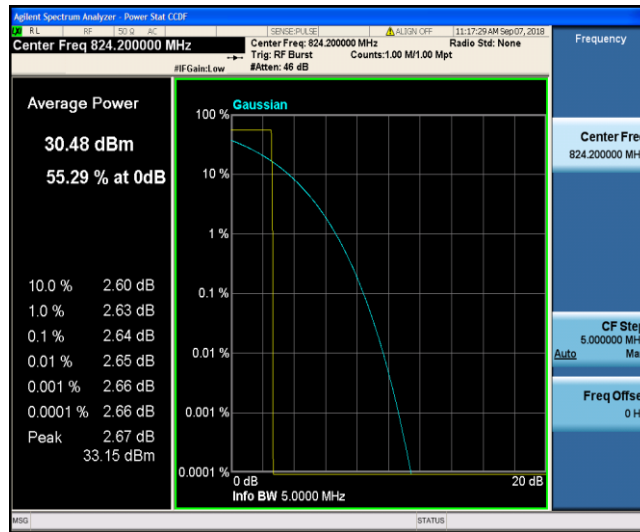 Agilent Spectrum Analyzer - Power Stat CCDF
RL RF 50 Ω AC SENSE:PULSE ALIGN OFF 11:17:29 AM Sep 07, 2018
Center Freq 824.200000 MHz
Center Freq: 824.200000 MHz Radio Std: None
Trig: RF Burst Counts:1.00 M/1.00 Mpt
#IFGain:Low #Atten: 46 dB
Frequency
Average Power
30.48 dBm
55.29 % at 0dB
10.0 % 2.60 dB
1.0 % 2.63 dB
0.1 % 2.64 dB
0.01 % 2.65 dB
0.001 % 2.66 dB
0.0001 % 2.66 dB
Peak 2.67 dB
33.15 dBm
Gaussian
100 %
10 %
1 %
0.1 %
0.01 %
0.001 %
0.0001 %
0 dB 20 dB
Info BW 5.0000 MHz
Center Fre
824.200000 MH
CF Step
5.000000 MH
Auto Ma
Freq Offse
0 H
MSG STATUS